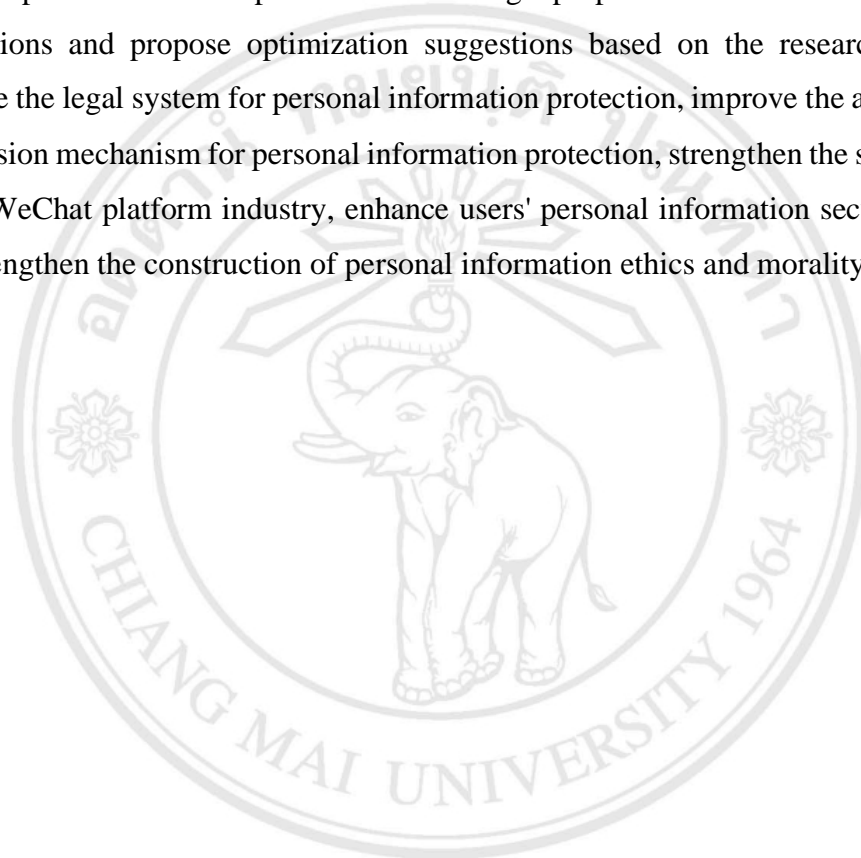 tions and propose optimization suggestions based on the researc
e the legal system for personal information protection, improve the a
sion mechanism for personal information protection, strengthen the s
WeChat platform industry, enhance users' personal information sec
engthen the construction of personal information ethics and morality
CHIANG MAI UNIVERSITY 1964